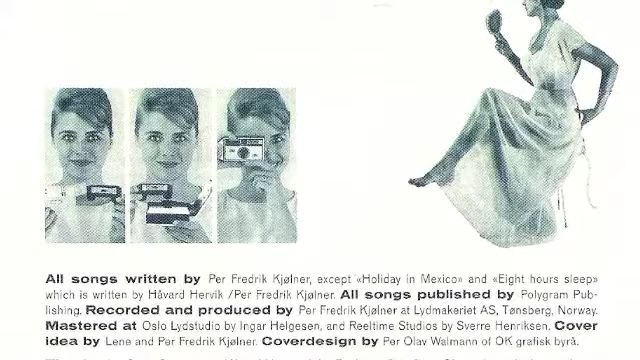 All songs written by Per Fredrik Kjølner, except «Holiday in Mexico» and «Eight hours sleep»
which is written by Håvard Hervik /Per Fredrik Kjølner. All songs published by Polygram Pub-
lishing. Recorded and produced by Per Fredrik Kjølner at Lydmakeriet AS, Tønsberg, Norway.
Mastered at Oslo Lydstudio by Ingar Helgesen, and Reeltime Studios by Sverre Henriksen. Cover
idea by Lene and Per Fredrik Kjølner. Coverdesign by Per Olav Walmann of OK grafisk byrå.